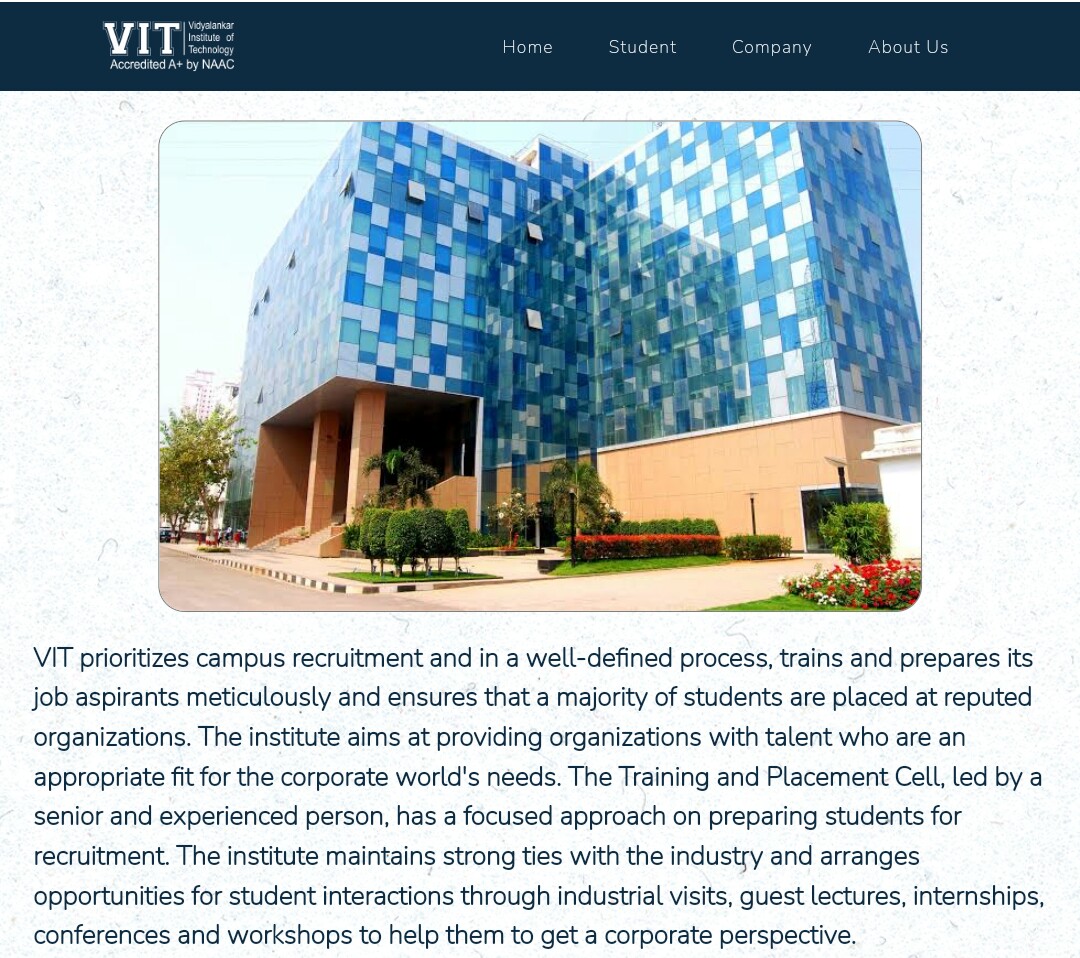 VIT Vidyalankar
Institute of
Technology
Accredited A+ by NAAC
Home Student Company About Us
VIT prioritizes campus recruitment and in a well-defined process, trains and prepares its
job aspirants meticulously and ensures that a majority of students are placed at reputed
organizations. The institute aims at providing organizations with talent who are an
appropriate fit for the corporate world's needs. The Training and Placement Cell, led by a
senior and experienced person, has a focused approach on preparing students for
recruitment. The institute maintains strong ties with the industry and arranges
opportunities for student interactions through industrial visits, guest lectures, internships,
conferences and workshops to help them to get a corporate perspective.